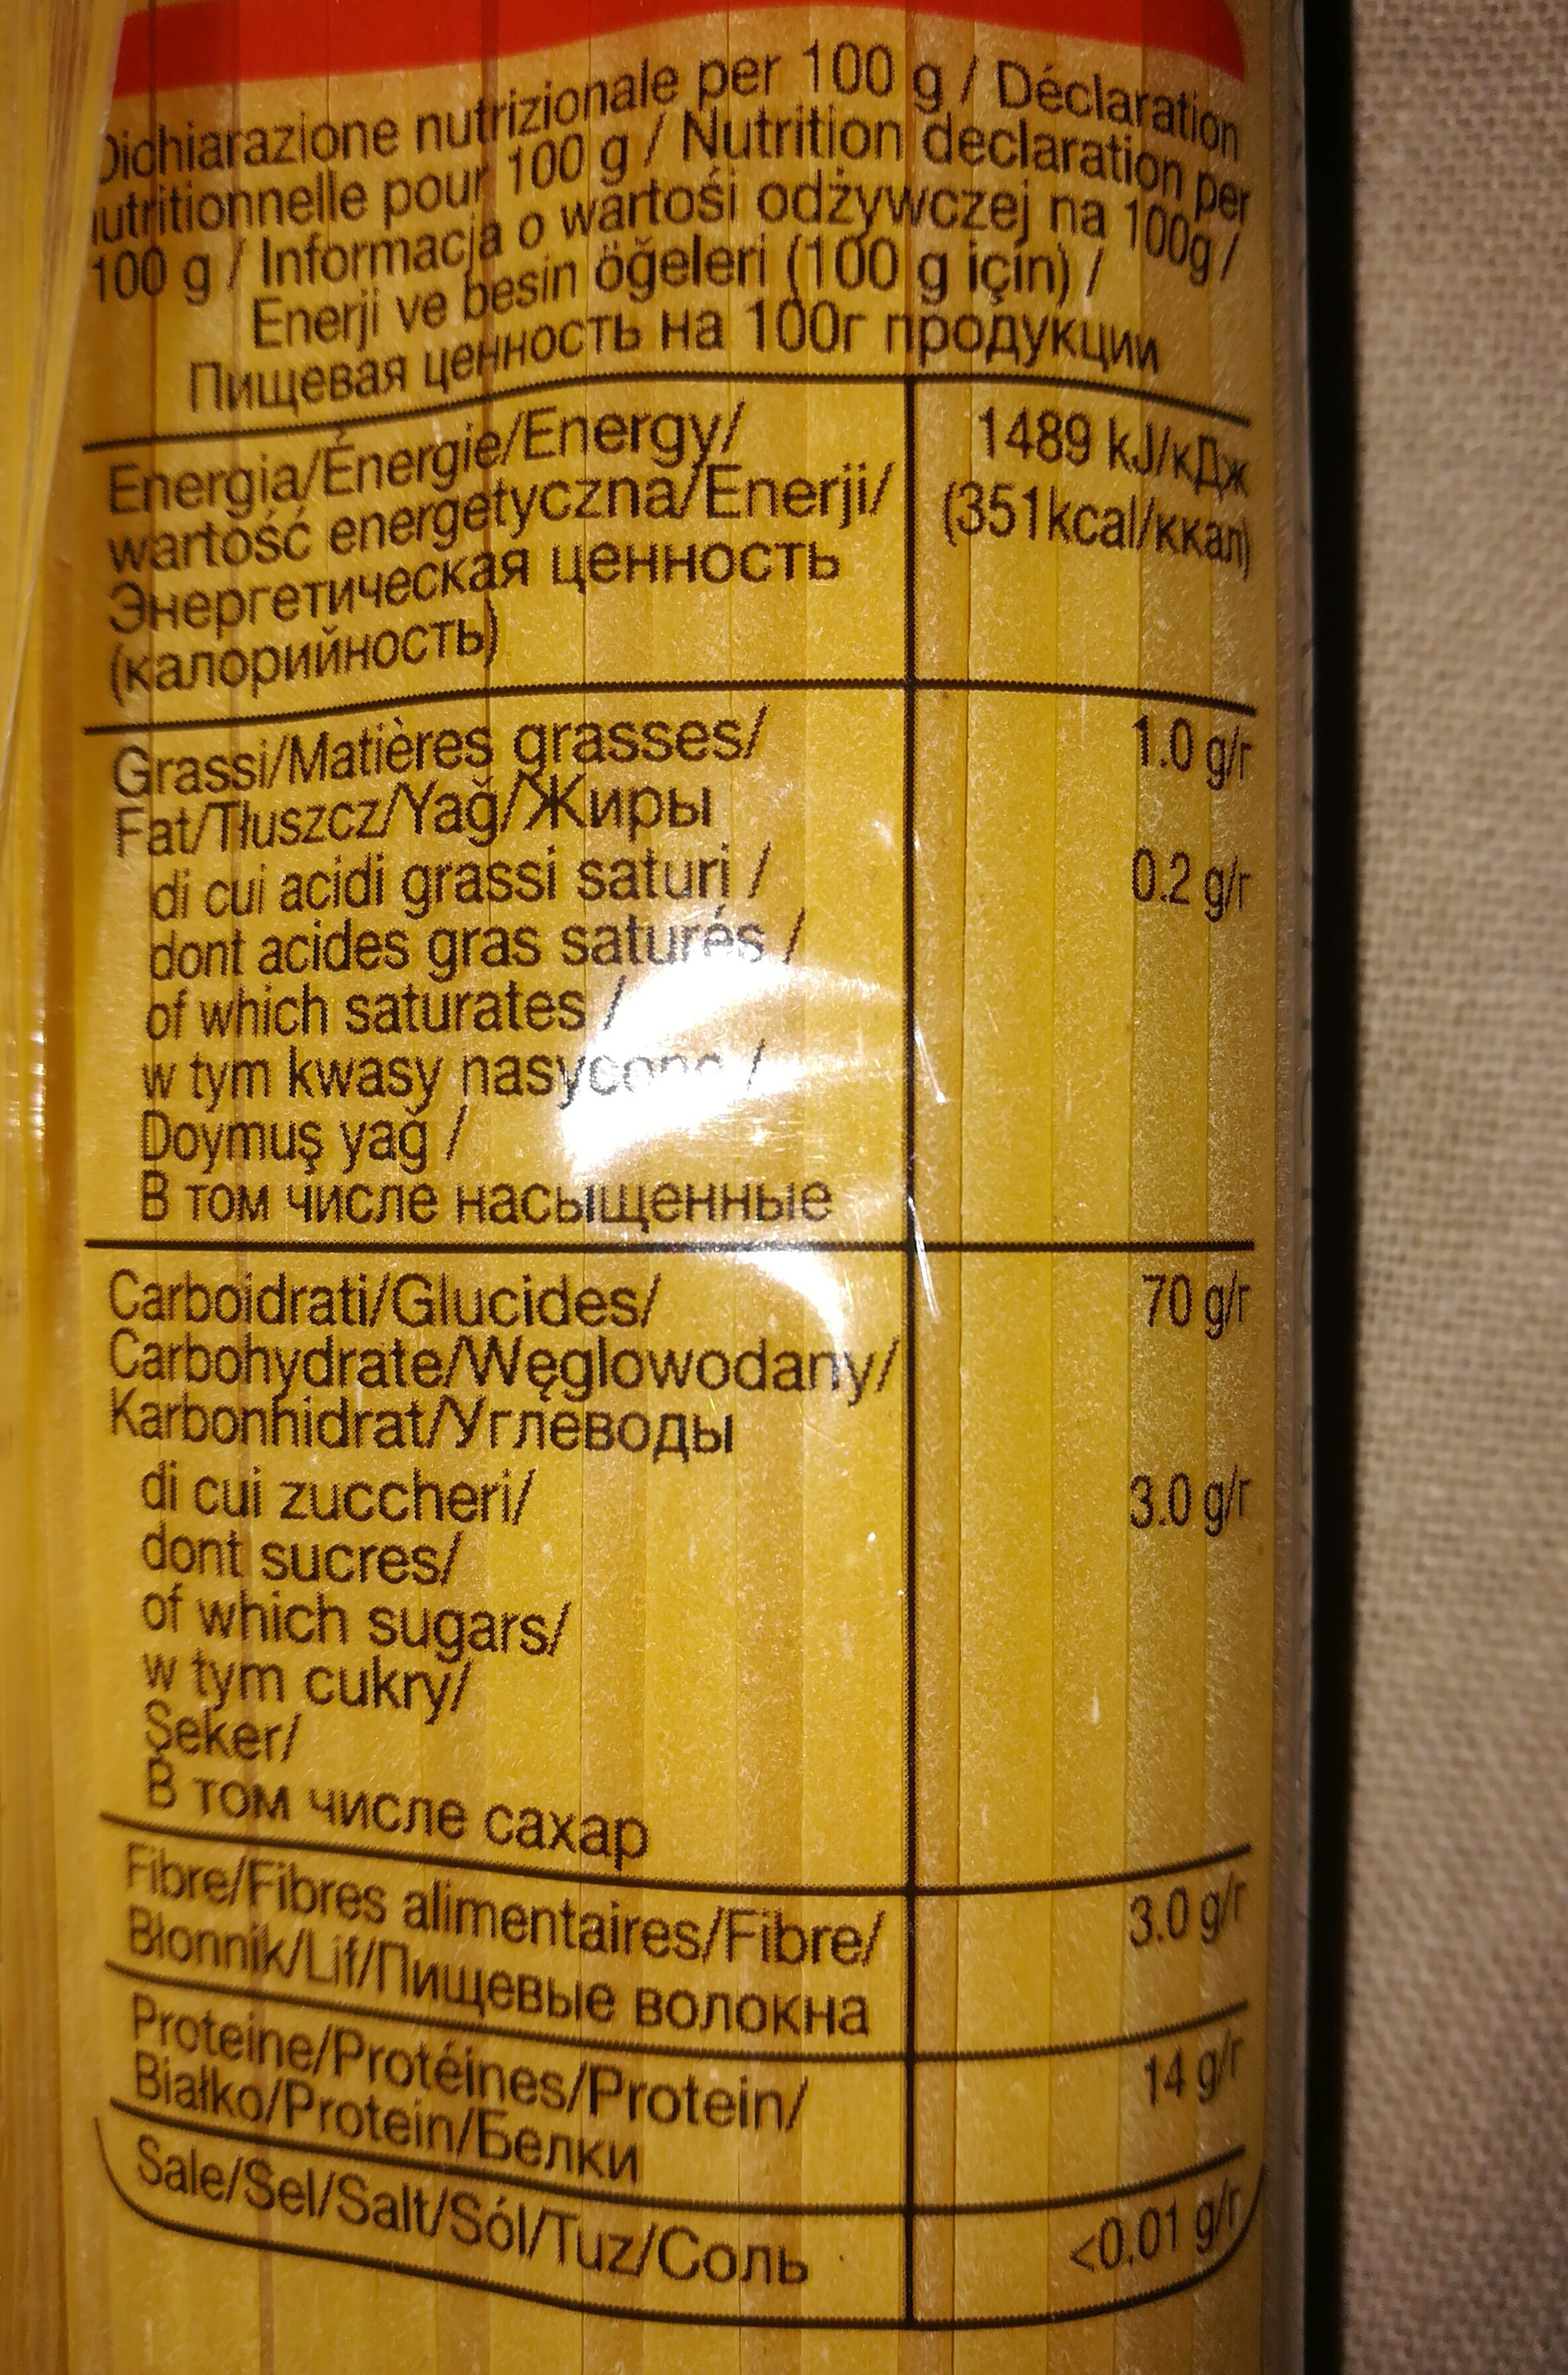 Dichiarazione nutrizionale per 100 g / Déclaration
nutritionnelle pour 100 g / Nutrition declaration per
100 g / Informacja o wartośi odżywczej na 100g /
Enerji ve besin öğeleri (100 g için) /
Пищевая ценность на 100г продукции
Energia/Énergie/Energy/ 1489 kJ/кДж
wartość energetyczna/Enerji/ (351kcal/ккал)
Энергетическая ценность
(калорийность)
Grassi/Matières grasses/ 1.0 g/г
Fat/Tłuszcz/Yağ/Жиры
di cui acidi grassi saturi / 0.2 g/г
dont acides gras saturés /
of which saturates /
w tym kwasy nasycone /
Doymuş yağ /
В том числе насыщенные
Carboidrati/Glucides/ 70 g/г
Carbohydrate/Węglowodany/
Karbonhidrat/Углеводы
di cui zuccheri/ 3.0 g/г
dont sucres/
of which sugars/
w tym cukry/
Şeker/
В том числе сахар
Fibre/Fibres alimentaires/Fibre/ 3.0 g/г
Błonnik/Lif/Пищевые волокна
Proteine/Protéines/Protein/ 14 g/г
Białko/Protein/Белки
Sale/Sel/Salt/Sól/Tuz/Соль <0.01 g/г